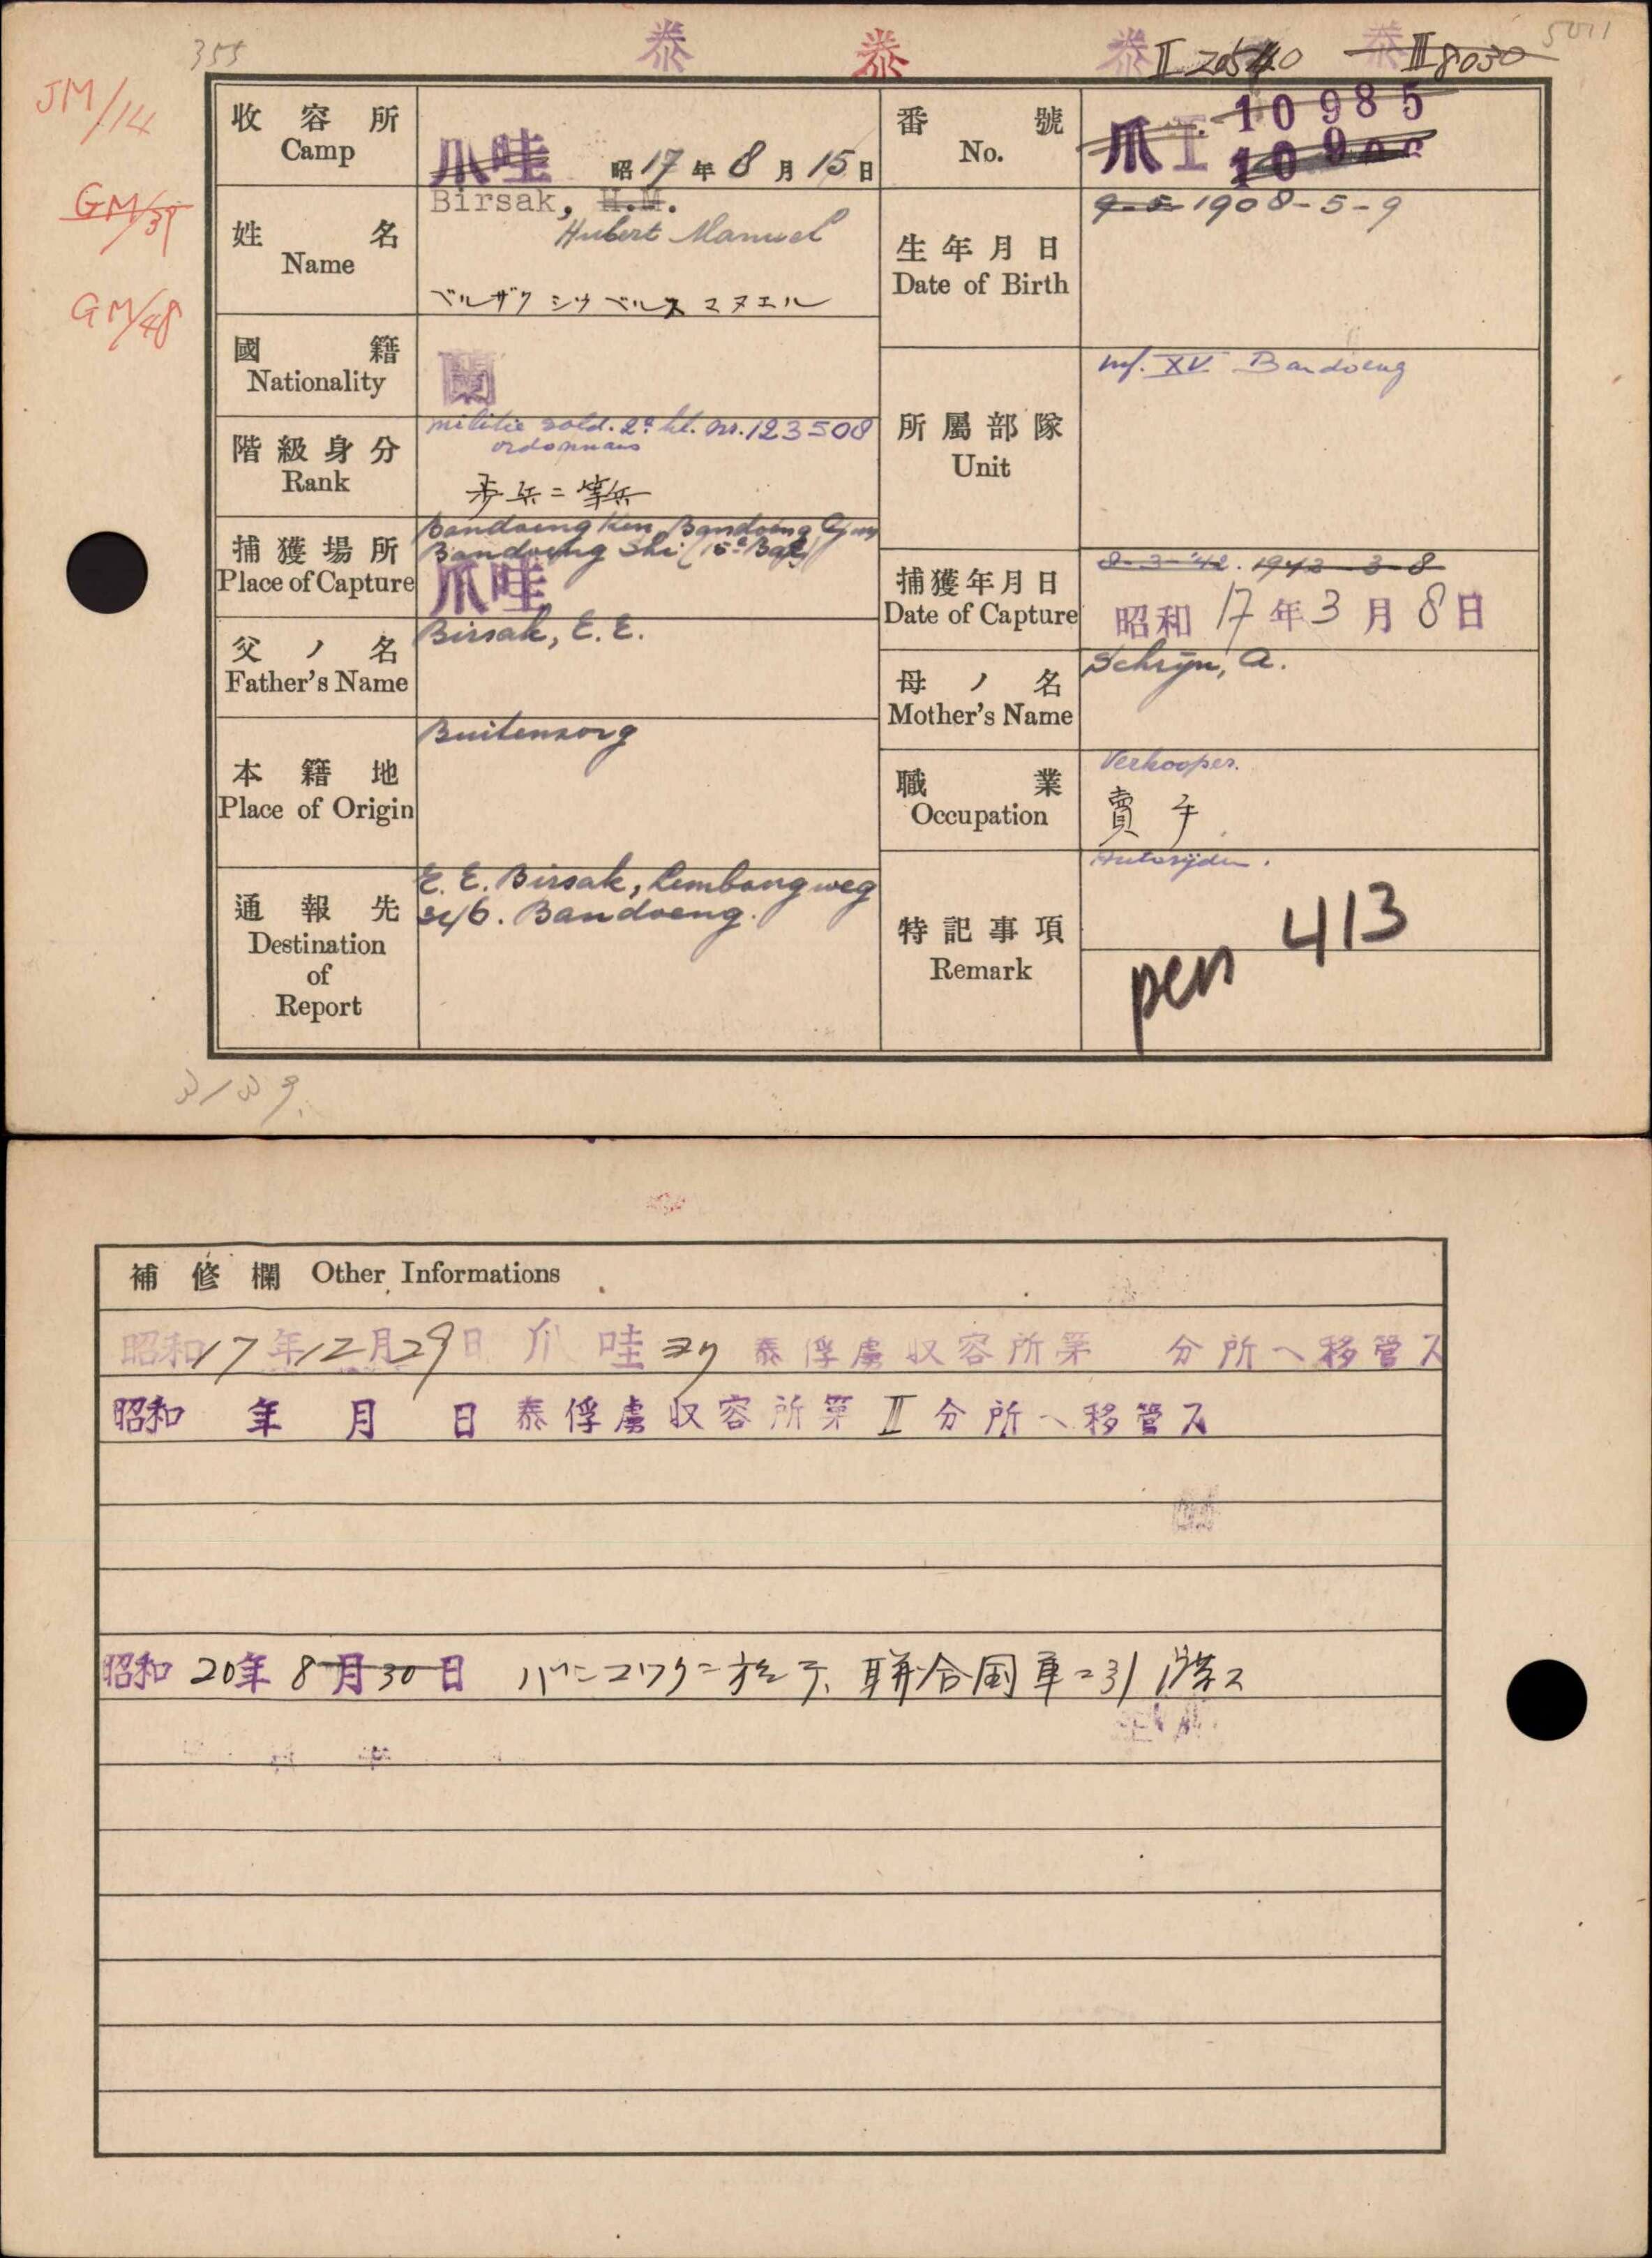 355
泰 泰 泰 II 20540 泰 III 8030
5011
JM/14
GM/39
GM/48
收容所 Camp
爪哇 昭17年8月15日
番號 No.
爪 I 10985
姓名 Name
Birsak, H.M.
Hubert Manuel
ベルザク シウベルス マヌエル
生年月日 Date of Birth
9-5-1908-5-9
國籍 Nationality
蘭
所屬部隊 Unit
Inf. XV Bandoeng
階級身分 Rank
militie sold. 2e kl. nr. 123508
ordonnans
歩兵二等兵
捕獲場所 Place of Capture
Bandoeng Ken, Bandoeng Gun
Bandoeng Shi (15e Bat)
爪哇
捕獲年月日 Date of Capture
8-3-'42. 1942-3-8
昭和17年3月8日
父ノ名 Father's Name
Birsak, E. E.
母ノ名 Mother's Name
Schrijn, A.
本籍地 Place of Origin
Buitenzorg
職業 Occupation
Verkooper.
賣手
通報先 Destination of Report
E. E. Birsak, Lembangweg
34/6. Bandoeng.
特記事項 Remark
Autorijden.
pen 413
3/39.
補修欄 Other Informations
昭和17年12月29日 爪哇ヨリ泰俘虜収容所第 分所へ移管ス
昭和 年 月 日泰俘虜収容所第II分所へ移管ス
昭和20年8月30日 バンコックニ於テ、聯合国軍ニ引渡ス